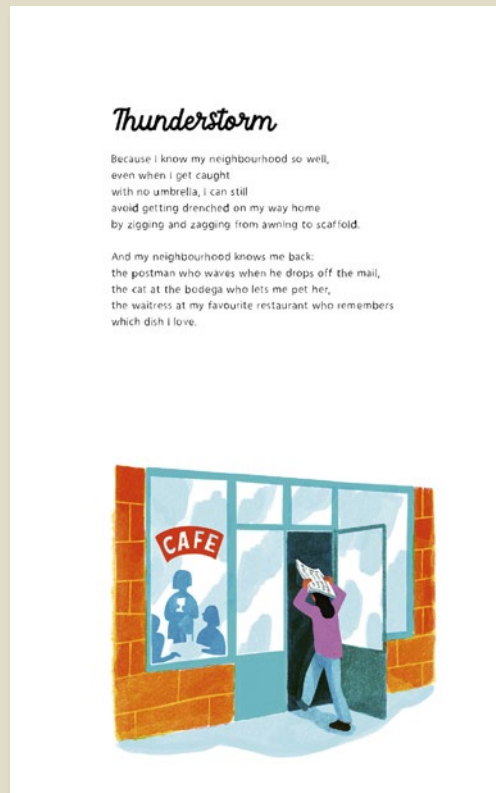 Thunderstorm
Because I know my neighbourhood so well,
even when I get caught
with no umbrella, I can still
avoid getting drenched on my way home
by zigging and zagging from awning to scaffold.
And my neighbourhood knows me back:
the postman who waves when he drops off the mail,
the cat at the bodega who lets me pet her,
the waitress at my favourite restaurant who remembers
which dish I love.
CAFE